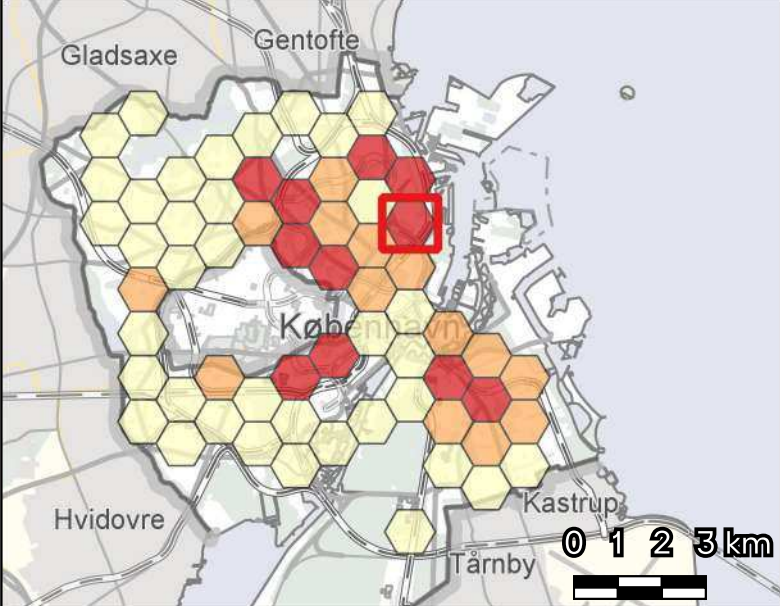 Gentofte
Gladsaxe
København
Kastrup
Hvidovre
0 1 2 3 km
Tårnby